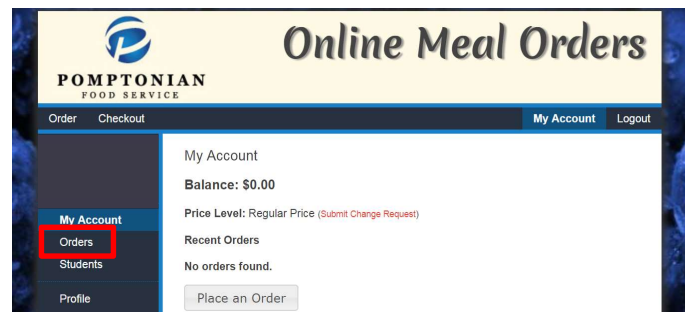 Online Meal Orders
POMPTONIAN
FOOD SERVICE
Order Checkout My Account Logout
My Account
Orders
Students
Profile
My Account
Balance: $0.00
Price Level: Regular Price (Submit Change Request)
Recent Orders
No orders found.
Place an Order